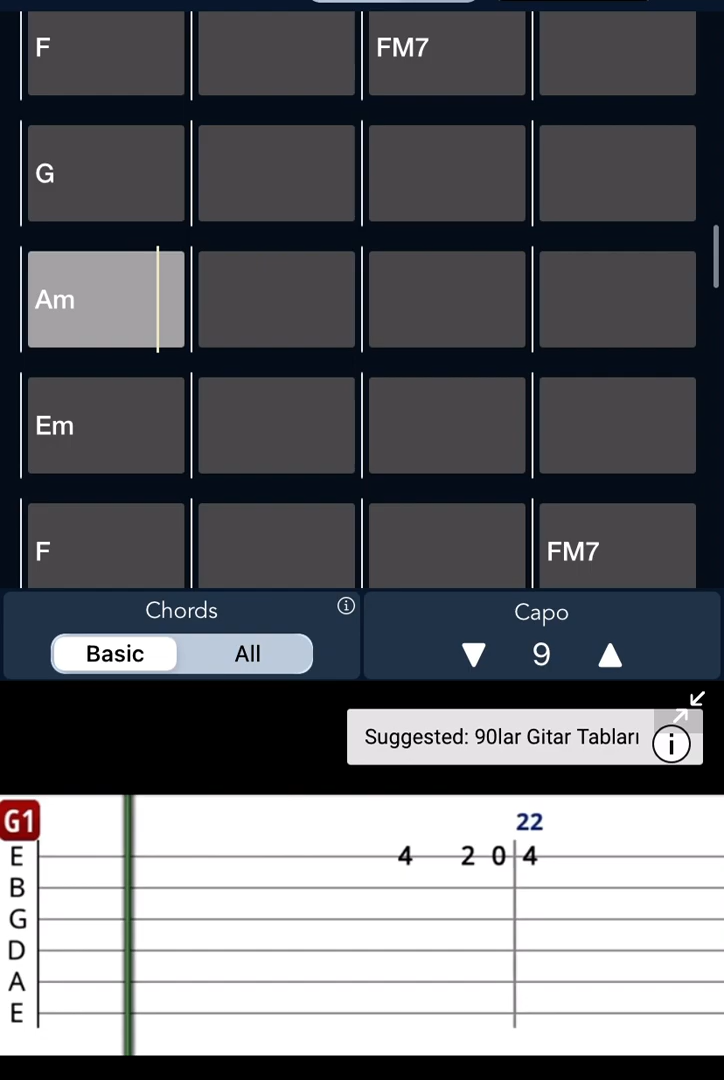 F FM7
G
Am
Em
F FM7
Chords ⓘ Capo
Basic All 9
Suggested: 90lar Gitar Tabları
G1 22
E 4 2 0 4
B
G
D
A
E